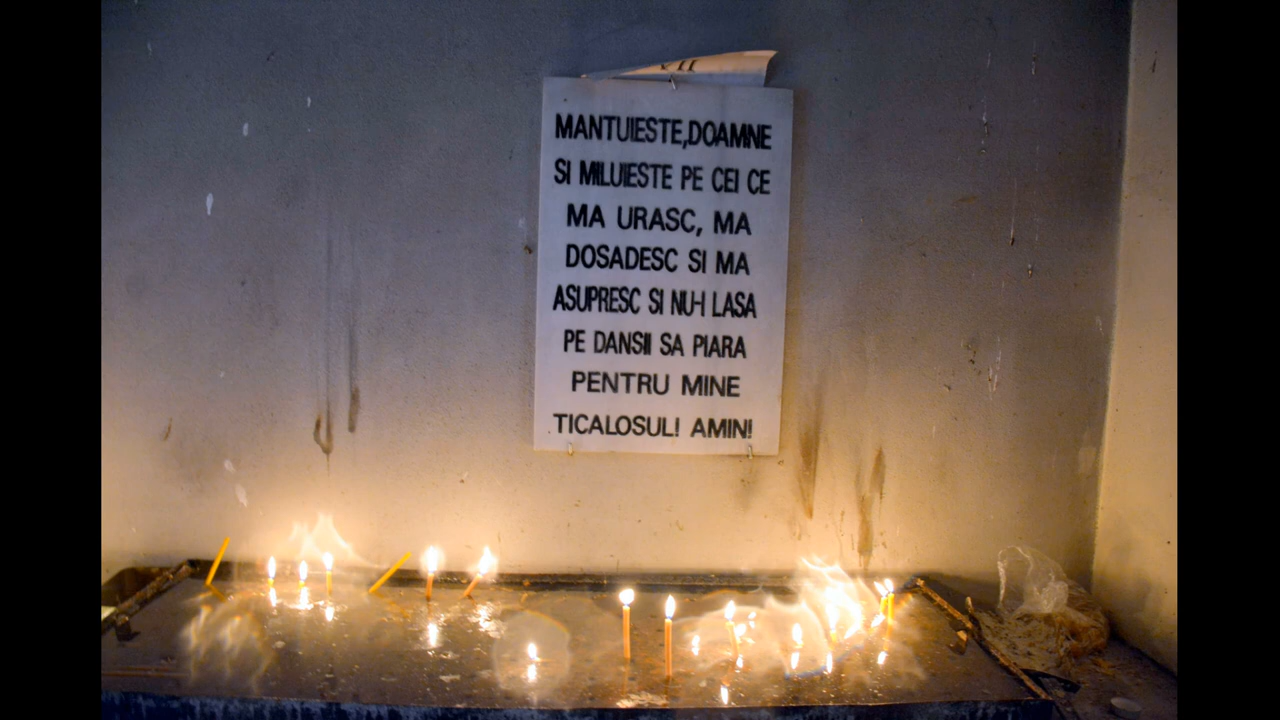 MANTUIESTE,DOAMNE
SI MILUIESTE PE CEI CE
MA URASC, MA
DOSADESC SI MA
ASUPRESC SI NU-I LASA
PE DANSII SA PIARA
PENTRU MINE
TICALOSUL! AMIN!